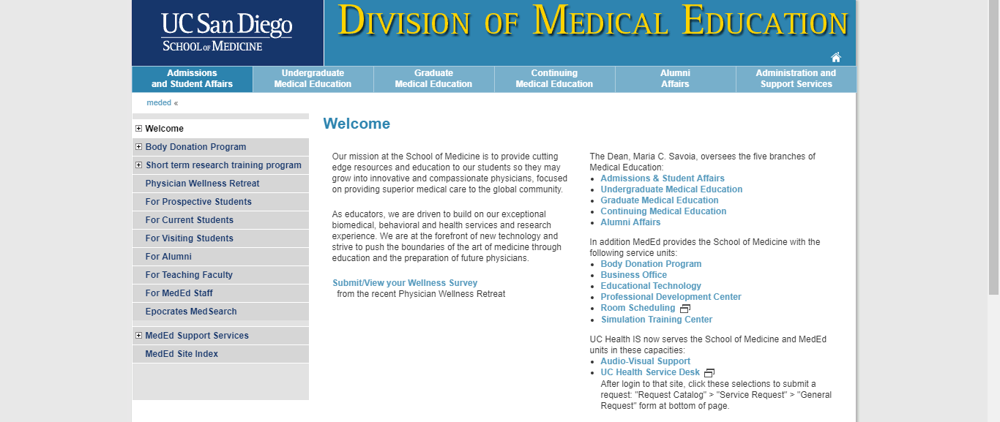 UC San Diego
SCHOOL OF MEDICINE
DIVISION OF MEDICAL EDUCATION
Admissions
and Student Affairs
Undergraduate
Medical Education
Graduate
Medical Education
Continuing
Medical Education
Alumni
Affairs
Administration and
Support Services
meded «
Welcome
Body Donation Program
Short term research training program
Physician Wellness Retreat
For Prospective Students
For Current Students
For Visiting Students
For Alumni
For Teaching Faculty
For MedEd Staff
Epocrates MedSearch
MedEd Support Services
MedEd Site Index
Welcome
Our mission at the School of Medicine is to provide cutting
edge resources and education to our students so they may
grow into innovative and compassionate physicians, focused
on providing superior medical care to the global community.
As educators, we are driven to build on our exceptional
biomedical, behavioral and health services and research
experience. We are at the forefront of new technology and
strive to push the boundaries of the art of medicine through
education and the preparation of future physicians.
Submit/View your Wellness Survey
from the recent Physician Wellness Retreat
The Dean, Maria C. Savoia, oversees the five branches of
Medical Education:
• Admissions & Student Affairs
• Undergraduate Medical Education
• Graduate Medical Education
• Continuing Medical Education
• Alumni Affairs
In addition MedEd provides the School of Medicine with the
following service units:
• Body Donation Program
• Business Office
• Educational Technology
• Professional Development Center
• Room Scheduling
• Simulation Training Center
UC Health IS now serves the School of Medicine and MedEd
units in these capacities:
• Audio-Visual Support
• UC Health Service Desk
After login to that site, click these selections to submit a
request: "Request Catalog" > "Service Request" > "General
Request" form at bottom of page.